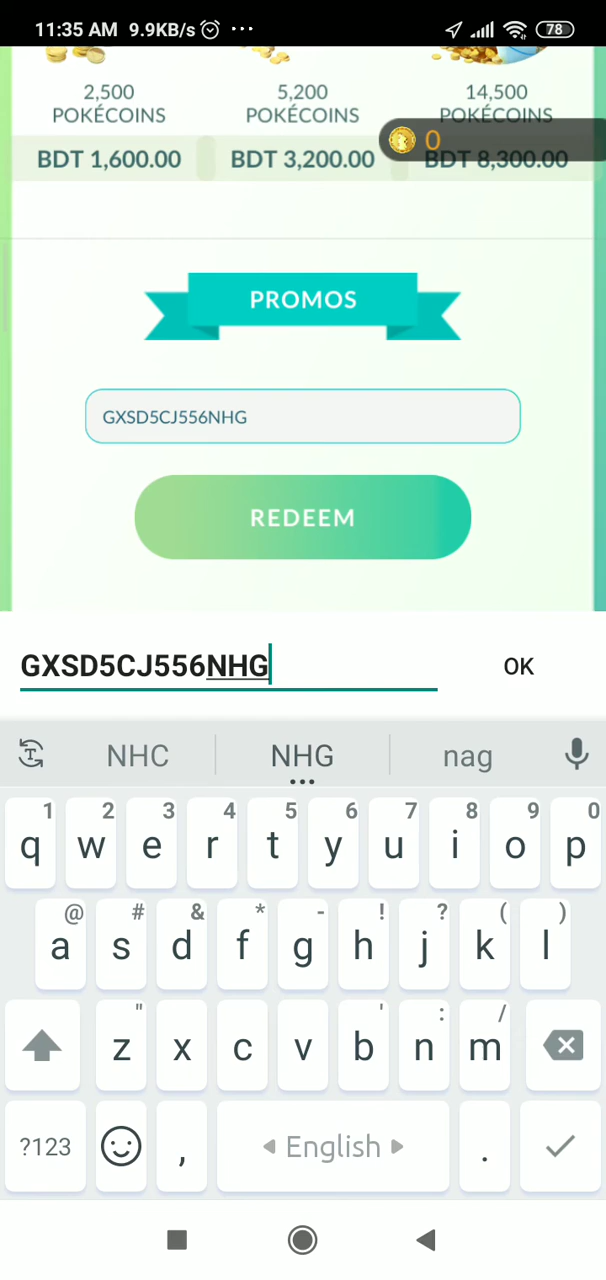 11:35 AM 9.9KB/s ... 78
2,500 5,200 14,500
POKÉCOINS POKÉCOINS POKÉCOINS
0
BDT 1,600.00 BDT 3,200.00 BDT 8,300.00
PROMOS
GXSD5CJ556NHG
REDEEM
GXSD5CJ556NHG OK
NHC NHG nag
1 2 3 4 5 6 7 8 9 0
q w e r t y u i o p
@ # & * - ! ? ( )
a s d f g h j k l
" ' : /
z x c v b n m
?123 , English .